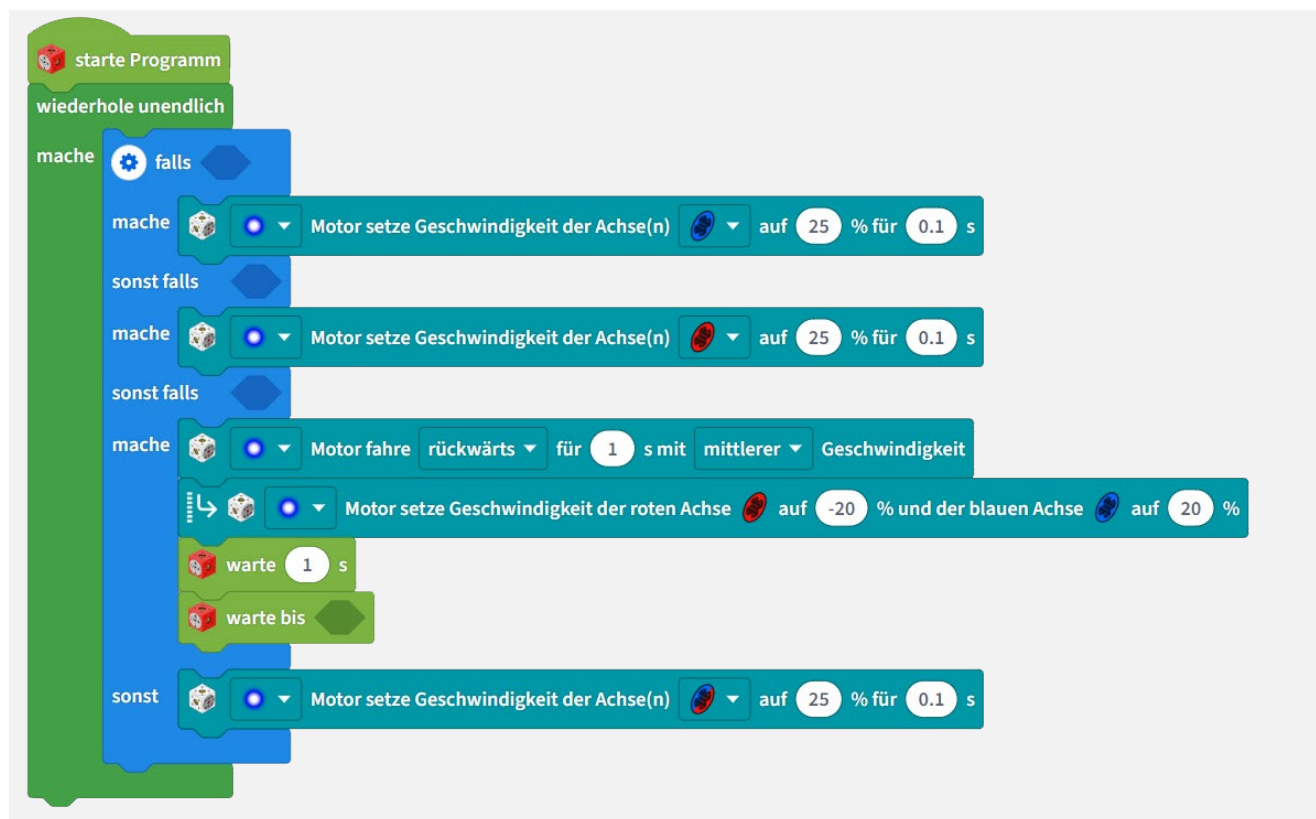 starte Programm
wiederhole unendlich
mache falls
mache Motor setze Geschwindigkeit der Achse(n) auf 25 % für 0.1 s
sonst falls
mache Motor setze Geschwindigkeit der Achse(n) auf 25 % für 0.1 s
sonst falls
mache Motor fahre rückwärts für 1 s mit mittlerer Geschwindigkeit
Motor setze Geschwindigkeit der roten Achse auf -20 % und der blauen Achse auf 20 %
warte 1 s
warte bis
sonst Motor setze Geschwindigkeit der Achse(n) auf 25 % für 0.1 s